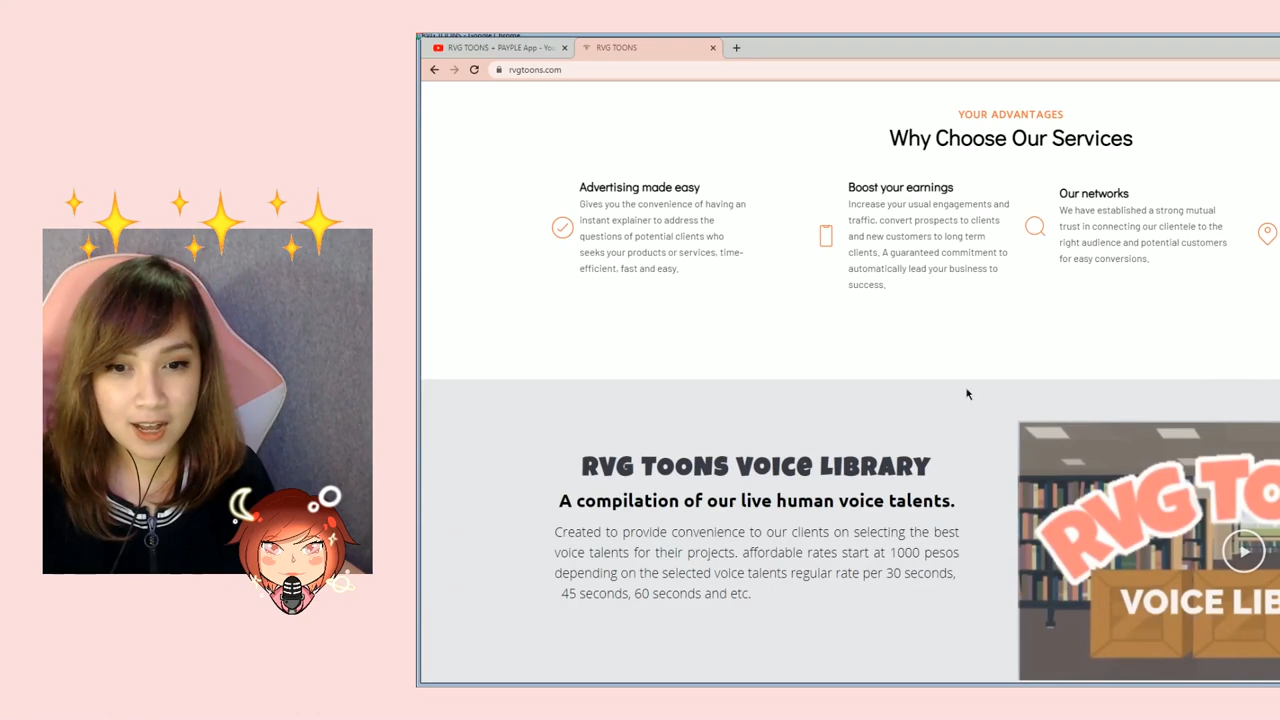 RVG TOONS - Google Chrome
RVG TOONS + PAYPLE App - You
RVG TOONS
rvgtoons.com
YOUR ADVANTAGES
Why Choose Our Services
Advertising made easy
Gives you the convenience of having an
instant explainer to address the
questions of potential clients who
seeks your products or services, time-
efficient, fast and easy.
Boost your earnings
Increase your usual engagements and
traffic, convert prospects to clients
and new customers to long term
clients. A guaranteed commitment to
automatically lead your business to
success.
Our networks
We have established a strong mutual
trust in connecting our clientele to the
right audience and potential customers
for easy conversions.
RVG TOONS VOICE LIBRARY
A compilation of our live human voice talents.
Created to provide convenience to our clients on selecting the best
voice talents for their projects. affordable rates start at 1000 pesos
depending on the selected voice talents regular rate per 30 seconds,
45 seconds, 60 seconds and etc.
RVG TO
VOICE LIB